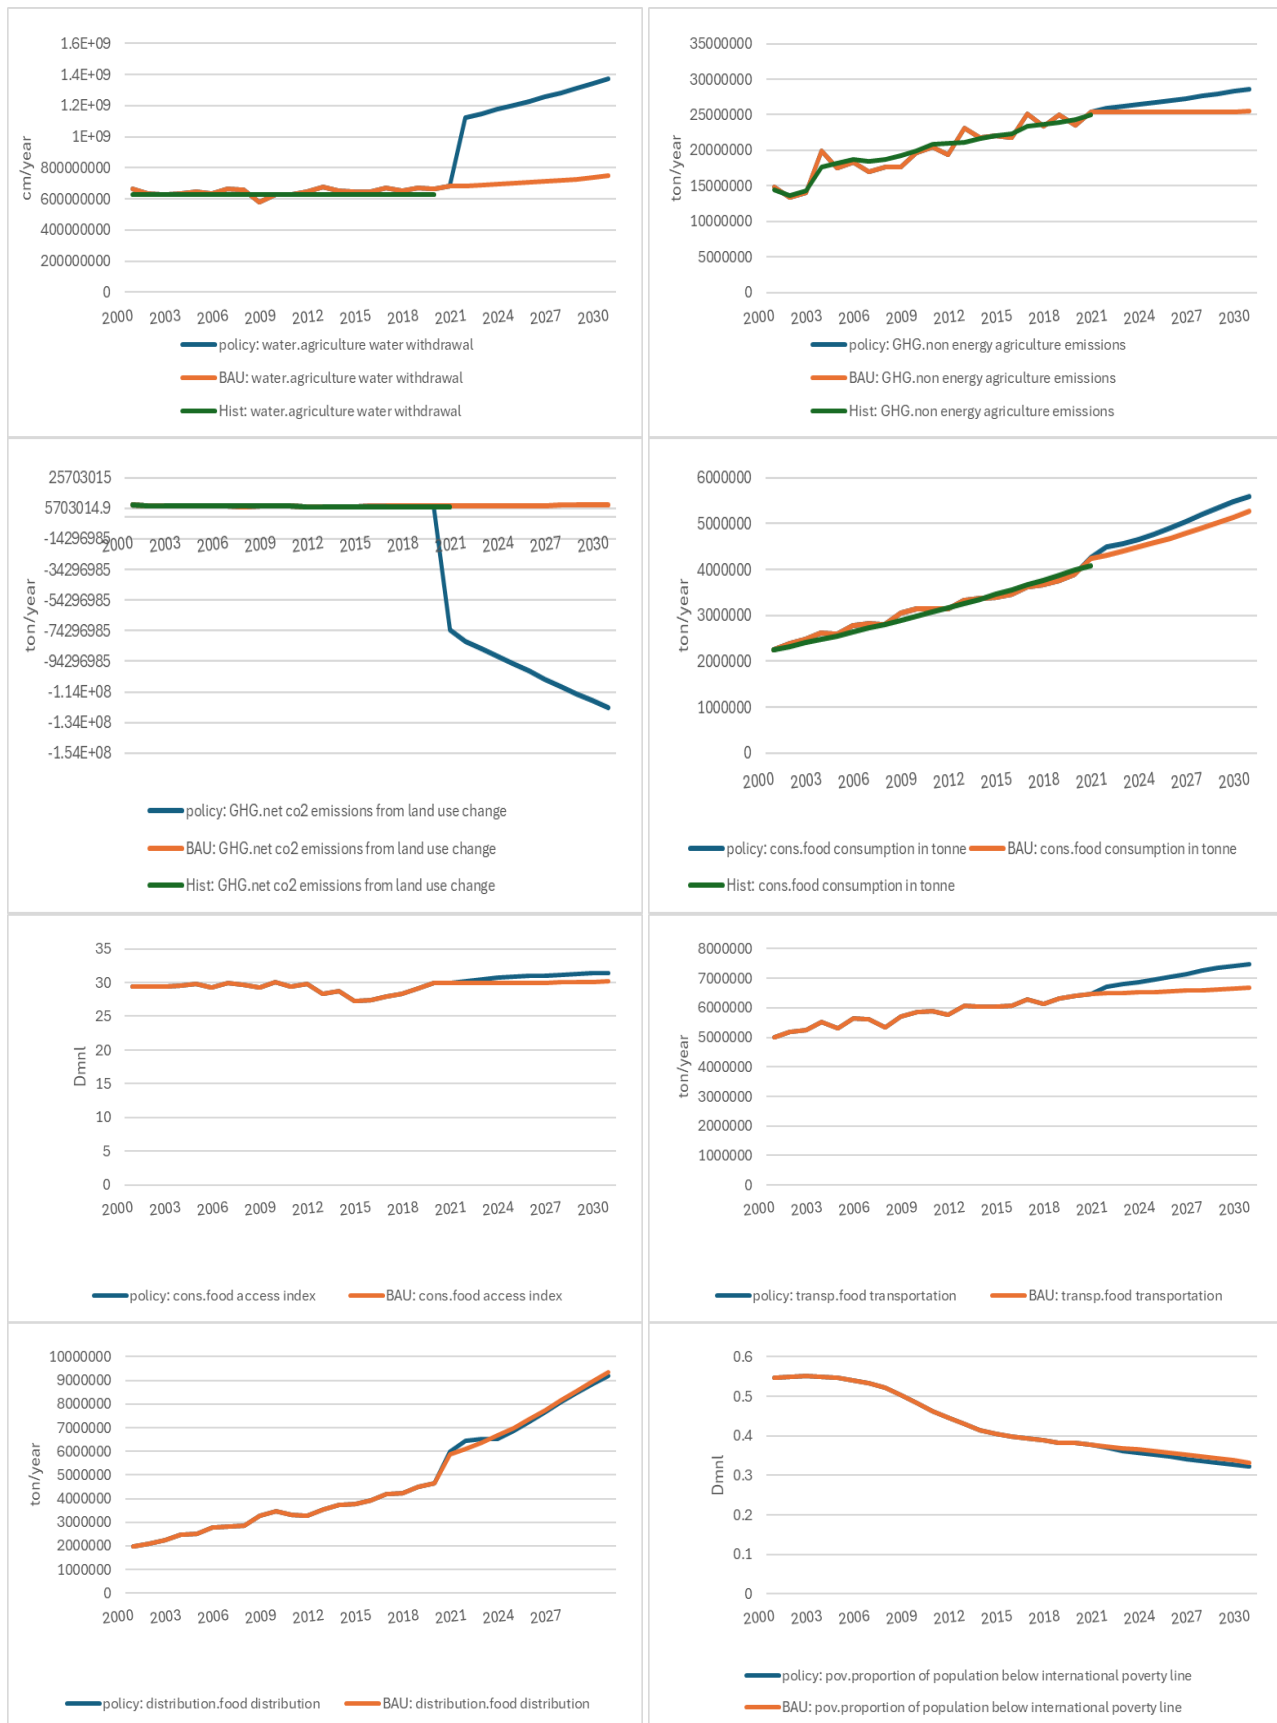 1.6E+09
1.4E+09
1.2E+09
1E+09
800000000
600000000
400000000
200000000
0
cm/year
2000 2003 2006 2009 2012 2015 2018 2021 2024 2027 2030
policy: water.agriculture water withdrawal
BAU: water.agriculture water withdrawal
Hist: water.agriculture water withdrawal
35000000
30000000
25000000
20000000
15000000
10000000
5000000
0
ton/year
2000 2003 2006 2009 2012 2015 2018 2021 2024 2027 2030
policy: GHG.non energy agriculture emissions
BAU: GHG.non energy agriculture emissions
Hist: GHG.non energy agriculture emissions
25703015
5703014.9
-14296985
-34296985
-54296985
-74296985
-94296985
-1.14E+08
-1.34E+08
-1.54E+08
ton/year
2000 2003 2006 2009 2012 2015 2018 2021 2024 2027 2030
policy: GHG.net co2 emissions from land use change
BAU: GHG.net co2 emissions from land use change
Hist: GHG.net co2 emissions from land use change
6000000
5000000
4000000
3000000
2000000
1000000
0
ton/year
2000 2003 2006 2009 2012 2015 2018 2021 2024 2027 2030
policy: cons.food consumption in tonne BAU: cons.food consumption in tonne
Hist: cons.food consumption in tonne
35
30
25
20
15
10
5
0
Dmnl
2000 2003 2006 2009 2012 2015 2018 2021 2024 2027 2030
policy: cons.food access index BAU: cons.food access index
8000000
7000000
6000000
5000000
4000000
3000000
2000000
1000000
0
ton/year
2000 2003 2006 2009 2012 2015 2018 2021 2024 2027 2030
policy: transp.food transportation BAU: transp.food transportation
10000000
9000000
8000000
7000000
6000000
5000000
4000000
3000000
2000000
1000000
0
ton/year
2000 2003 2006 2009 2012 2015 2018 2021 2024 2027
policy: distribution.food distribution BAU: distribution.food distribution
0.6
0.5
0.4
0.3
0.2
0.1
0
Dmnl
2000 2003 2006 2009 2012 2015 2018 2021 2024 2027 2030
policy: pov.proportion of population below international poverty line
BAU: pov.proportion of population below international poverty line